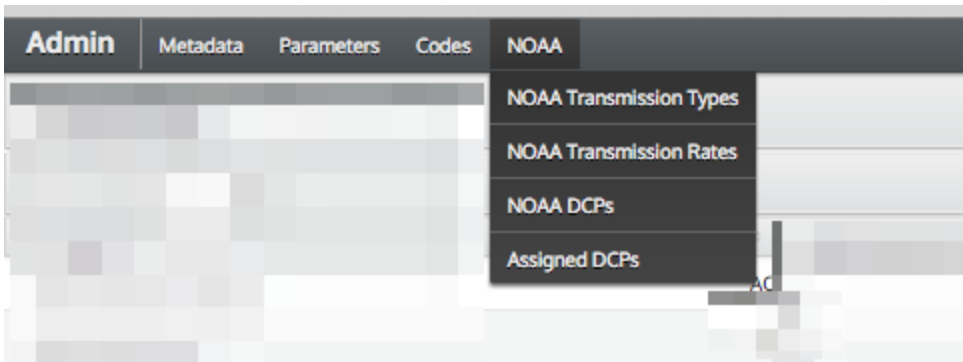 Admin Metadata Parameters Codes NOAA
NOAA Transmission Types
NOAA Transmission Rates
NOAA DCPs
Assigned DCPs